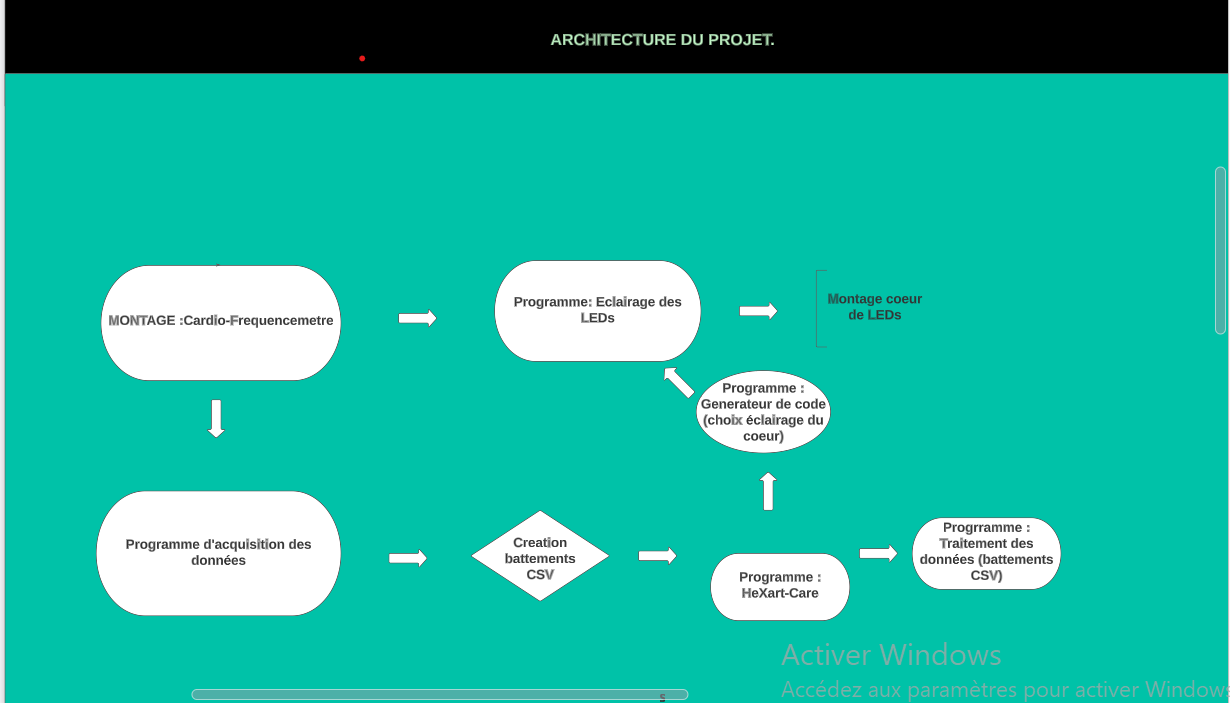 ARCHITECTURE DU PROJET.
MONTAGE :Cardio-Frequencemetre
Programme: Eclairage des
LEDs
Montage coeur
de LEDs
Programme :
Generateur de code
(choix éclairage du
coeur)
Programme d'acquisition des
données
Creation
battements
CSV
Programme :
HeXart-Care
Progrramme :
Traitement des
données (battements
CSV)
Activer Windows
Accédez aux paramètres pour activer Windows